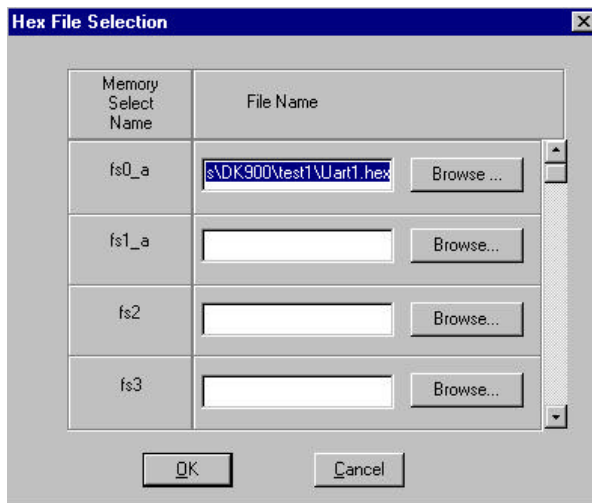 Hex File Selection
Memory
Select
Name
File Name
fs0_a
s\DK900\test1\Uart1.hex
Browse ...
fs1_a
Browse...
fs2
Browse...
fs3
Browse...
OK
Cancel